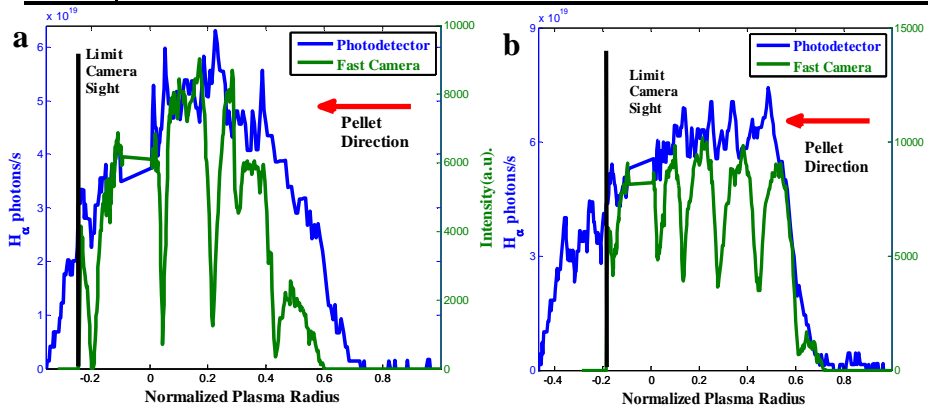 a
x 10^19
Limit
Camera
Sight
Photodetector
Fast Camera
Pellet
Direction
H_α photons/s
Intensity(a.u).
6
5
4
3
2
1
0
10000
8000
6000
4000
2000
0
-0.2 0 0.2 0.4 0.6 0.8
Normalized Plasma Radius
b
x 10^19
Limit
Camera
Sight
Photodetector
Fast Camera
Pellet
Direction
H_α photons/s
9
6
3
0
15000
10000
5000
0
-0.4 -0.2 0 0.2 0.4 0.6 0.8
Normalized Plasma Radius